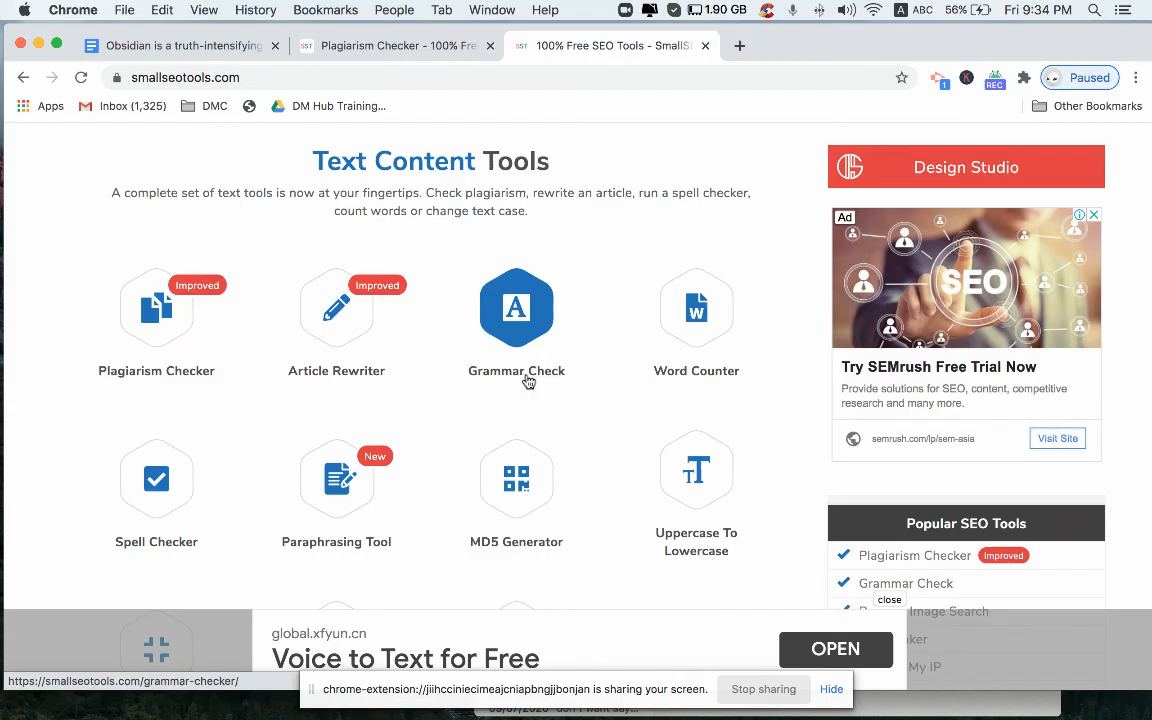 Chrome File Edit View History Bookmarks People Tab Window Help 1.90 GB A ABC 56% Fri 9:34 PM
Obsidian is a truth-intensifying SST Plagiarism Checker - 100% Fre SST 100% Free SEO Tools - SmallS
smallseotools.com 1 K REC Paused
Apps Inbox (1,325) DMC DM Hub Training... Other Bookmarks
Text Content Tools
A complete set of text tools is now at your fingertips. Check plagiarism, rewrite an article, run a spell checker,
count words or change text case.
Improved Improved
A W
Plagiarism Checker Article Rewriter Grammar Check Word Counter
New
TT
Spell Checker Paraphrasing Tool MD5 Generator Uppercase To
Lowercase
Design Studio
Ad
SEO
Try SEMrush Free Trial Now
Provide solutions for SEO, content, competitive
research and many more.
semrush.com/lp/sem-asia Visit Site
Popular SEO Tools
Plagiarism Checker Improved
Grammar Check
close
Image Search
My IP
global.xfyun.cn
Voice to Text for Free
OPEN
https://smallseotools.com/grammar-checker/
chrome-extension://jiihcciniecimeajcniapbngjjbonjan is sharing your screen. Stop sharing Hide